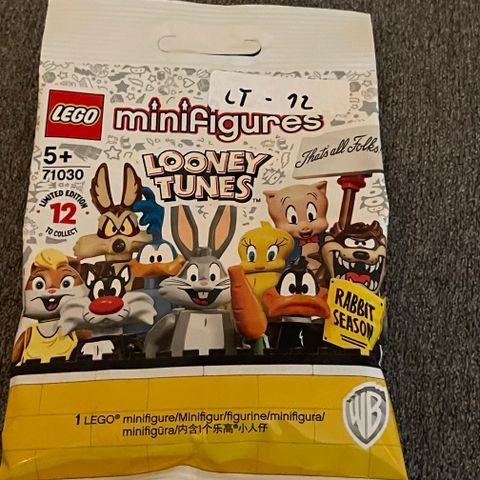 LT - 12
LEGO minifigures
5+
71030
LOONEY
TUNES™
That's all Folks
LIMITED EDITION
12
TO COLLECT
RABBIT
SEASON
1 LEGO® minifigure/Minifigur/figurine/minifigura/
minifigūra/内含1个乐高®小人仔
WB